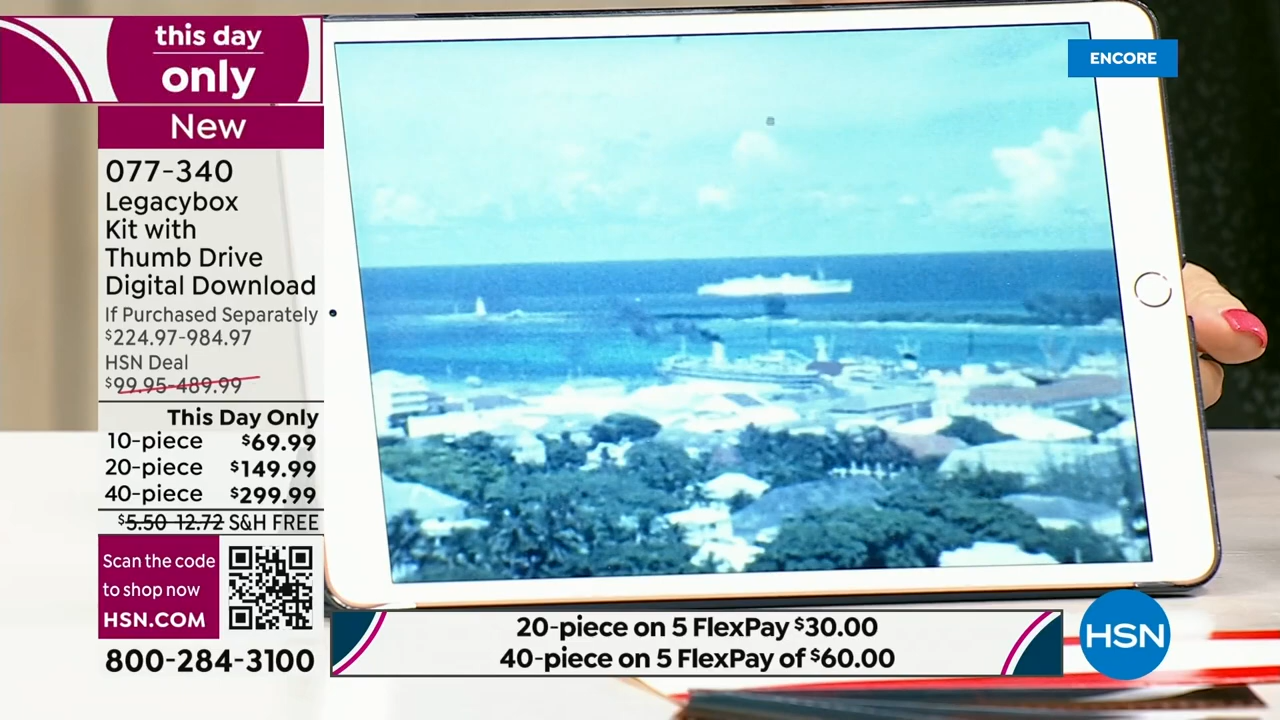 this day
only
New
077-340
Legacybox
Kit with
Thumb Drive
Digital Download
If Purchased Separately
$224.97-984.97
HSN Deal
$99.95-489.99
This Day Only
10-piece $69.99
20-piece $149.99
40-piece $299.99
$5.50-12.72 S&H FREE
Scan the code
to shop now
HSN.COM
800-284-3100
ENCORE
20-piece on 5 FlexPay $30.00
40-piece on 5 FlexPay of $60.00
HSN